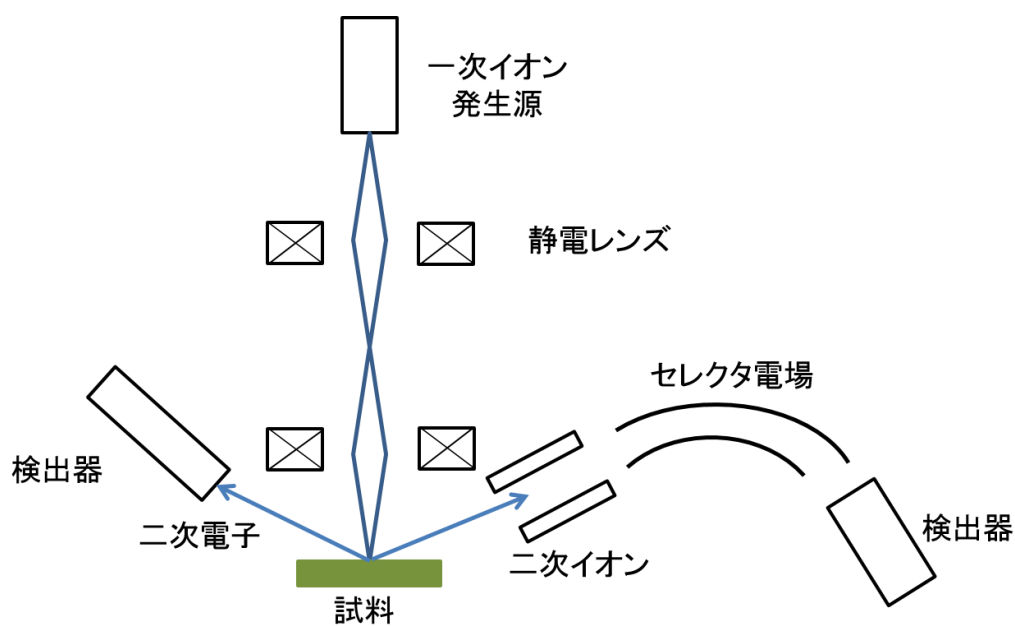 一次イオン
発生源
静電レンズ
セレクタ電場
検出器
二次電子
検出器
二次イオン
試料